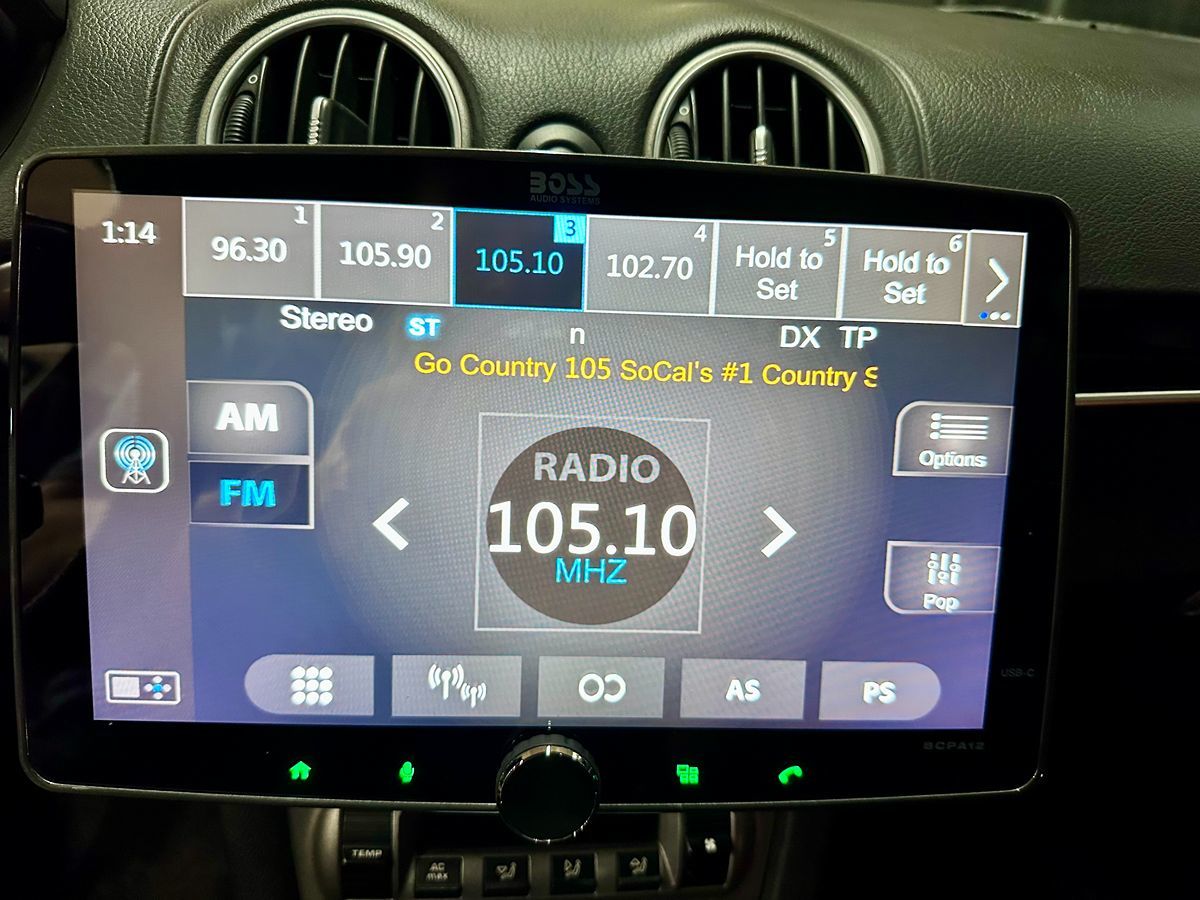 BOSS
AUDIO SYSTEMS
1:14
1
96.30
2
105.90
3
105.10
4
102.70
5
Hold to
Set
6
Hold to
Set
Stereo ST n DX TP
Go Country 105 SoCal's #1 Country S
AM
FM
Options
RADIO
105.10
MHZ
Pop
AS
PS
USB-C
BCPA12
TEMP
AC
max